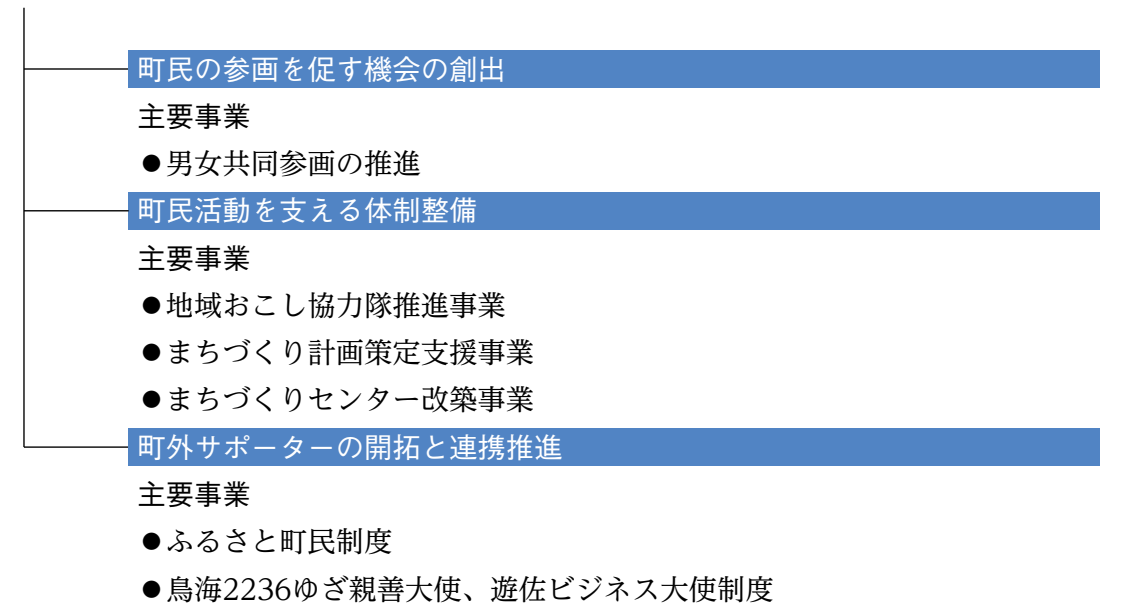 町民の参画を促す機会の創出
主要事業
●男女共同参画の推進
町民活動を支える体制整備
主要事業
●地域おこし協力隊推進事業
●まちづくり計画策定支援事業
●まちづくりセンター改築事業
町外サポーターの開拓と連携推進
主要事業
●ふるさと町民制度
●鳥海2236ゆざ親善大使、遊佐ビジネス大使制度